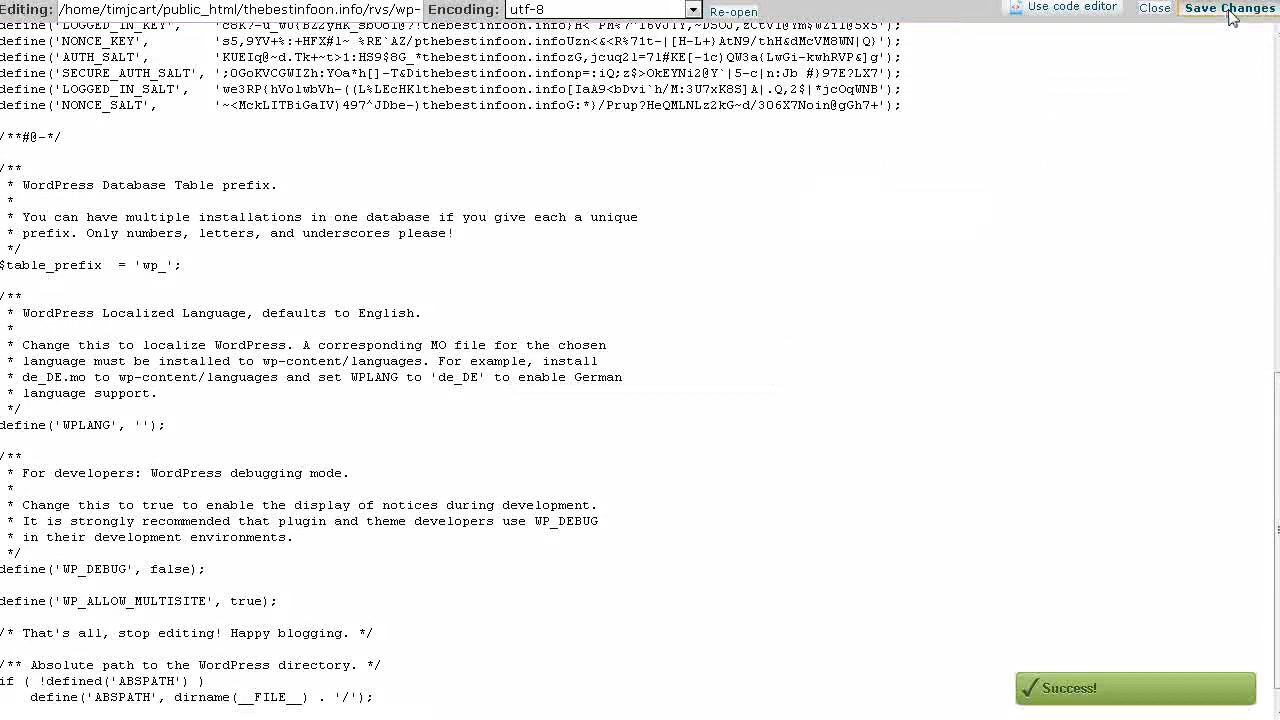 Editing: /home/timjcart/public_html/thebestinfoon.info/rvs/wp- Encoding: utf-8 Re-open Use code editor Close Save Changes
define('LOGGED_IN_KEY',
define('NONCE_KEY',
define('AUTH_SALT',
define('SECURE_AUTH_SALT',
define('LOGGED_IN_SALT',
define('NONCE_SALT',
/**#@-*/
/**
* WordPress Database Table prefix.
*
* You can have multiple installations in one database if you give each a unique
* prefix. Only numbers, letters, and underscores please!
*/
$table_prefix = 'wp_';
/**
* WordPress Localized Language, defaults to English.
*
* Change this to localize WordPress. A corresponding MO file for the chosen
* language must be installed to wp-content/languages. For example, install
* de_DE.mo to wp-content/languages and set WPLANG to 'de_DE' to enable German
* language support.
*/
define('WPLANG', '');
/**
* For developers: WordPress debugging mode.
*
* Change this to true to enable the display of notices during development.
* It is strongly recommended that plugin and theme developers use WP_DEBUG
* in their development environments.
*/
define('WP_DEBUG', false);
define('WP_ALLOW_MULTISITE', true);
/* That's all, stop editing! Happy blogging. */
/** Absolute path to the WordPress directory. */
if ( !defined('ABSPATH') )
define('ABSPATH', dirname(__FILE__) . '/');
Success!